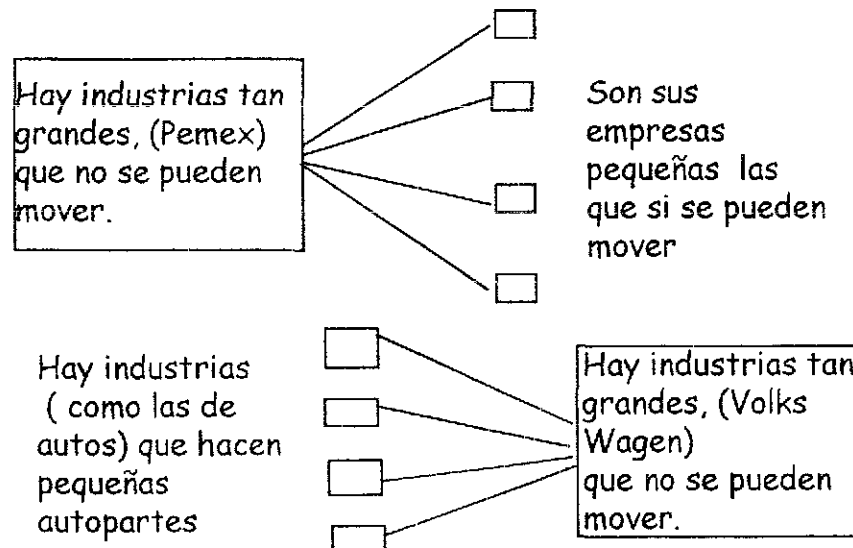 Hay industrias tan
grandes, (Pemex)
que no se pueden
mover.
Son sus
empresas
pequeñas las
que si se pueden
mover
Hay industrias
( como las de
autos) que hacen
pequeñas
autopartes
Hay industrias tan
grandes, (Volks
Wagen)
que no se pueden
mover.